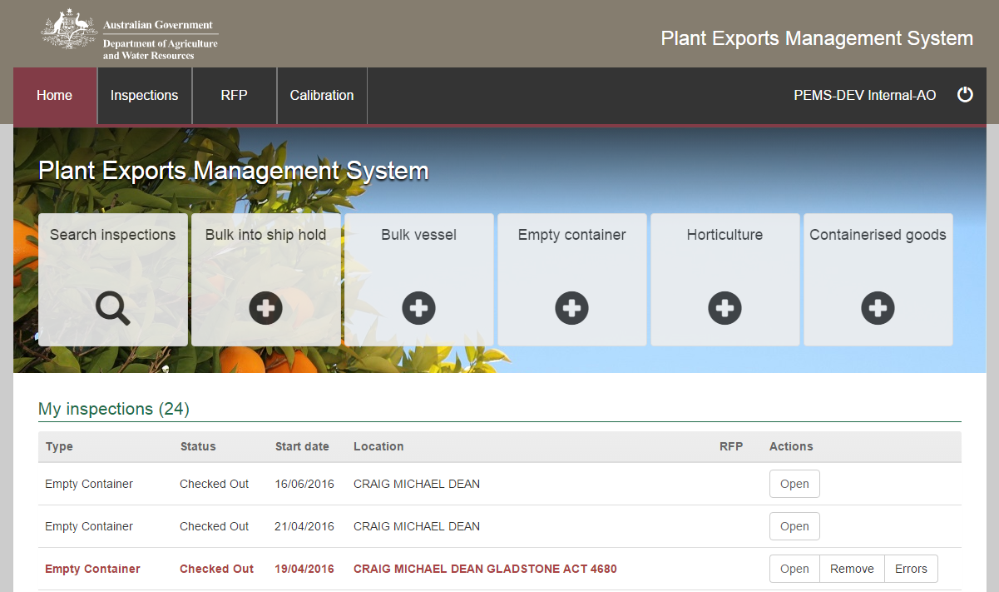 Australian Government
Department of Agriculture
and Water Resources
Plant Exports Management System
Home Inspections RFP Calibration PEMS-DEV Internal-AO
Plant Exports Management System
Search inspections Bulk into ship hold Bulk vessel Empty container Horticulture Containerised goods
My inspections (24)
Type Status Start date Location RFP Actions
Empty Container Checked Out 16/06/2016 CRAIG MICHAEL DEAN Open
Empty Container Checked Out 21/04/2016 CRAIG MICHAEL DEAN Open
Empty Container Checked Out 19/04/2016 CRAIG MICHAEL DEAN GLADSTONE ACT 4680 Open Remove Errors